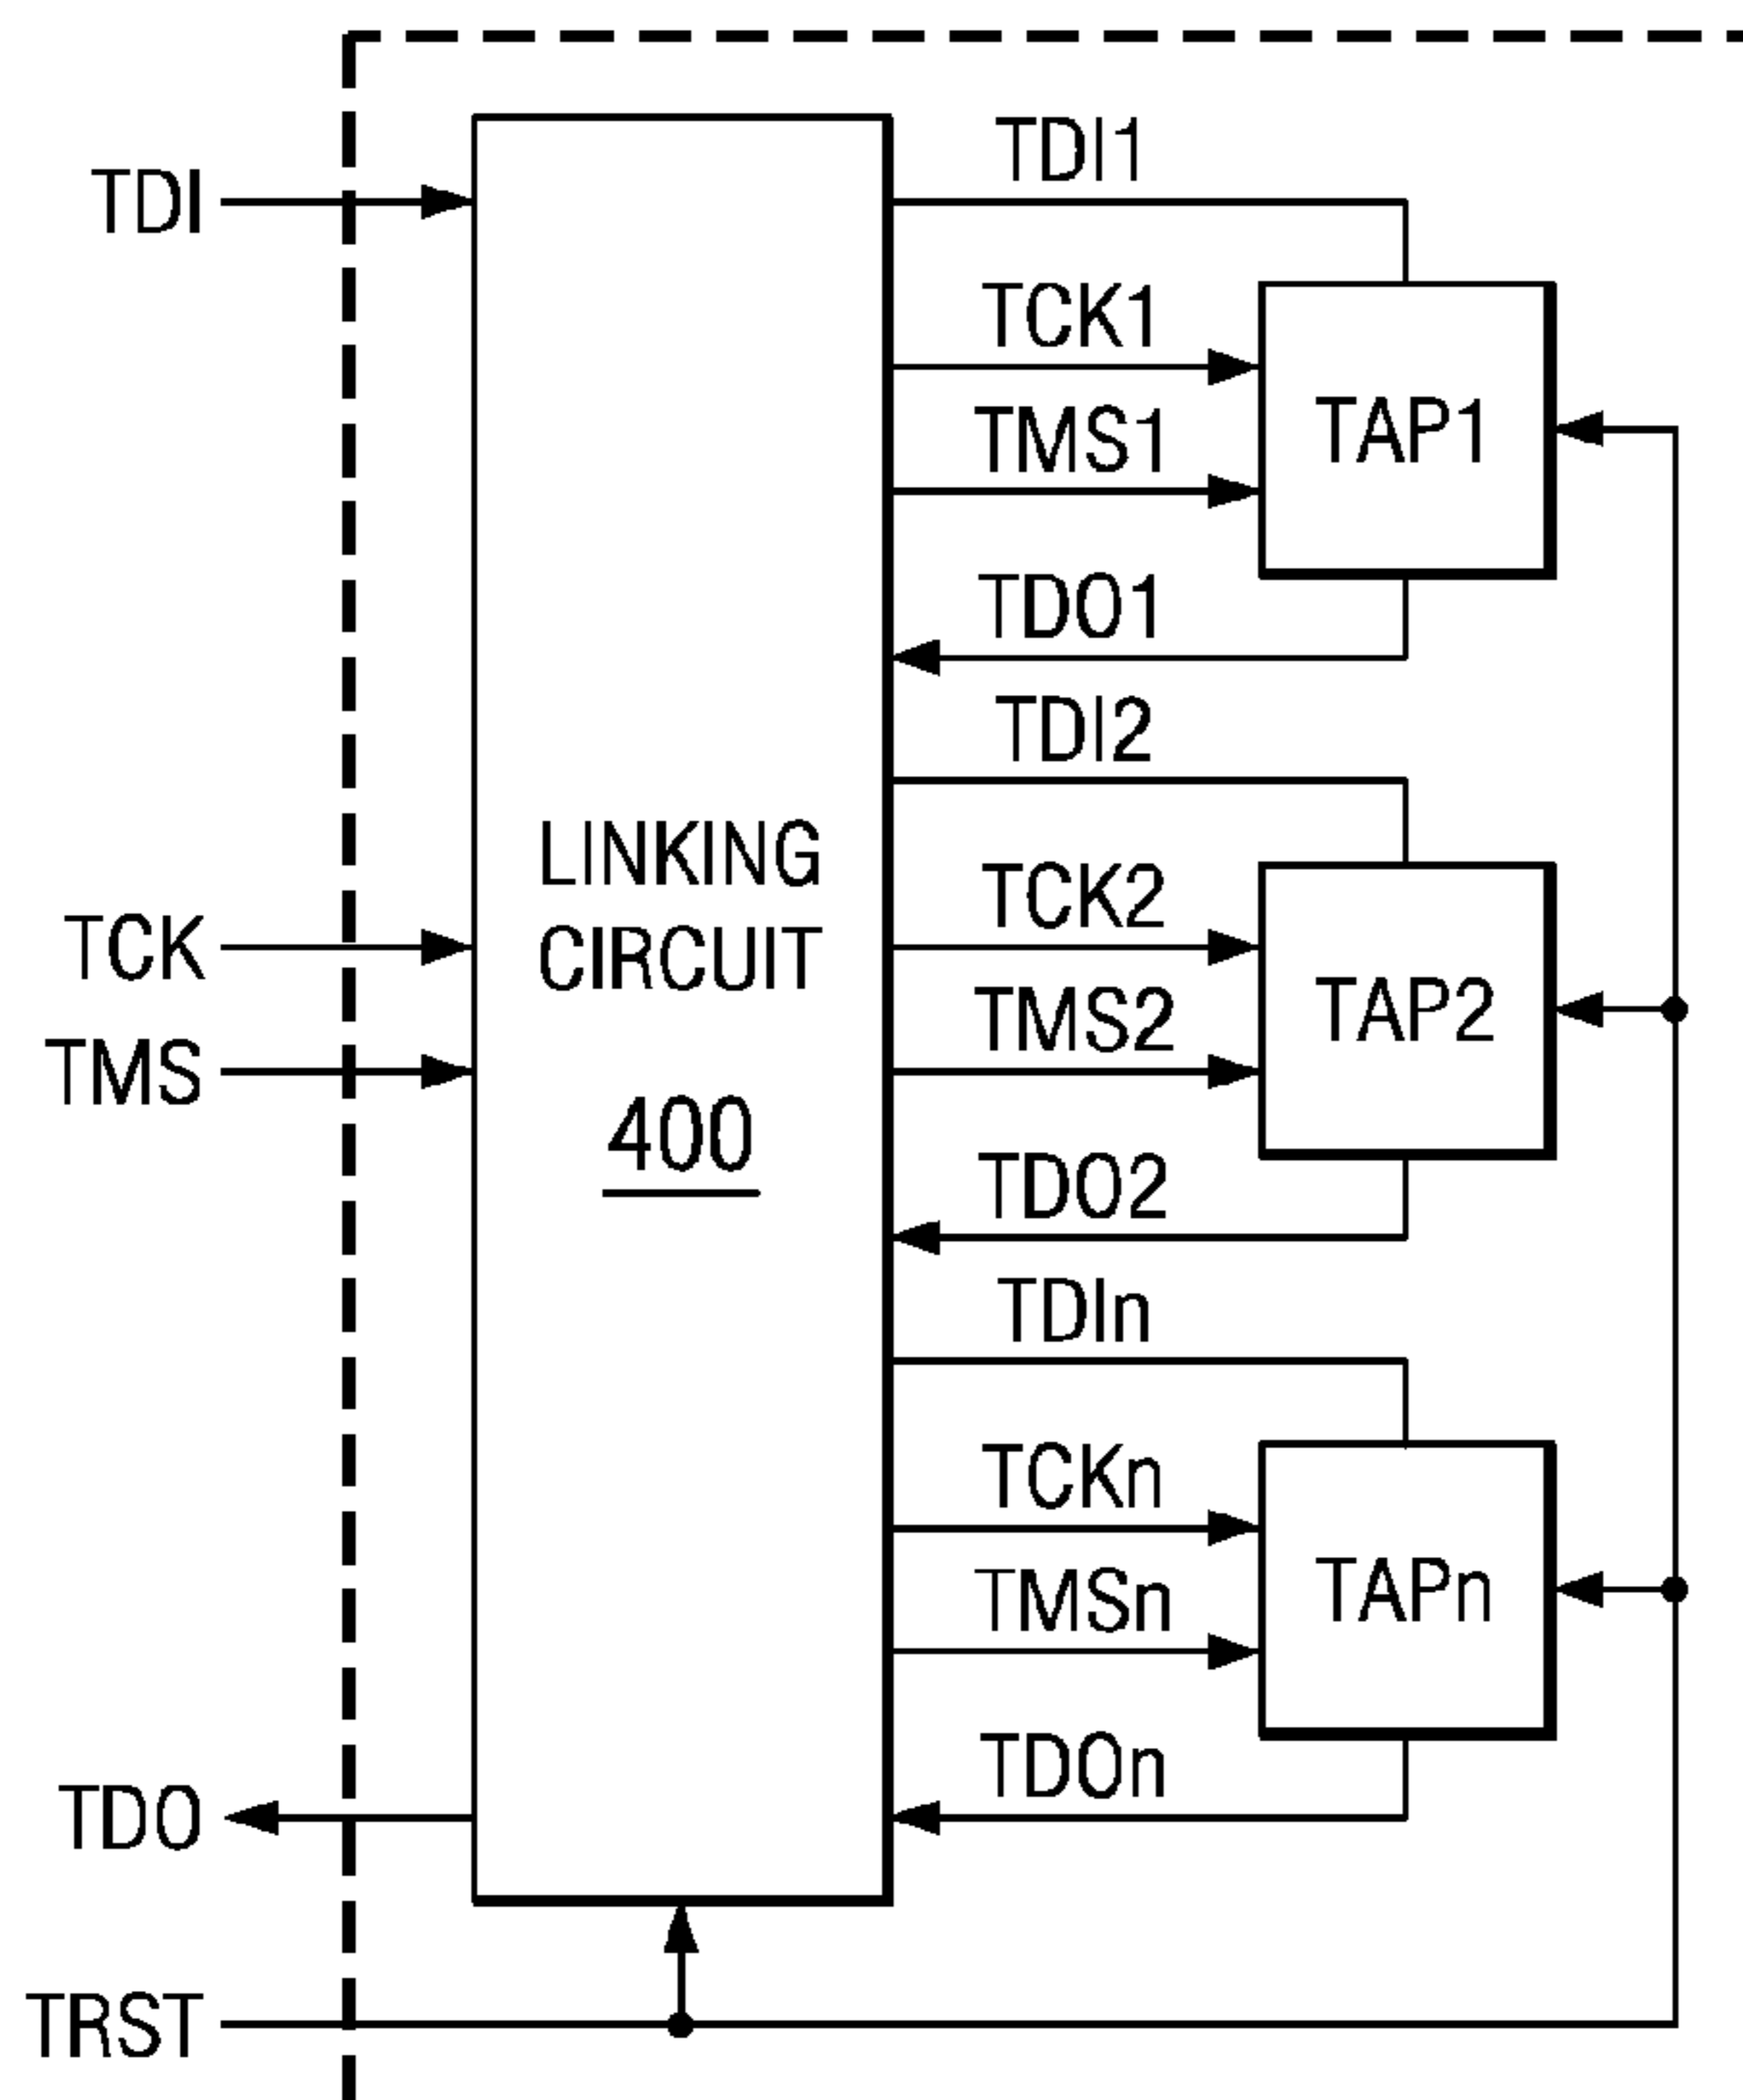 TDI
TCK
TMS
TDO
TRST
LINKING
CIRCUIT
400
TDI1
TCK1
TMS1
TDO1
TAP1
TDI2
TCK2
TMS2
TDO2
TAP2
TDIn
TCKn
TMSn
TDOn
TAPn